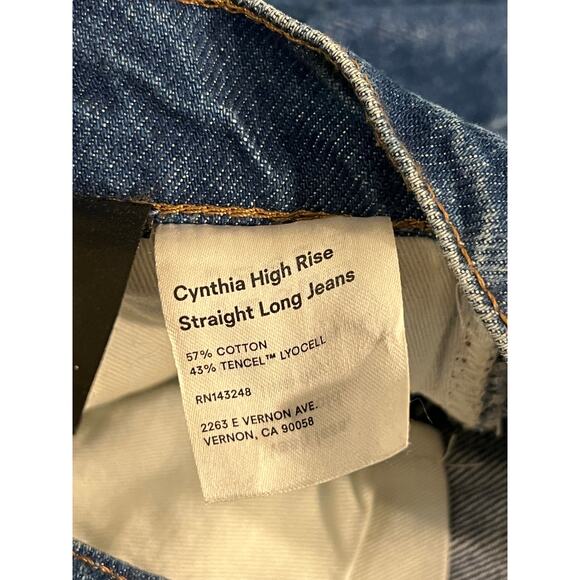 Cynthia High Rise
Straight Long Jeans
57% COTTON
43% TENCEL™ LYOCELL
RN143248
2263 E VERNON AVE.
VERNON, CA 90058